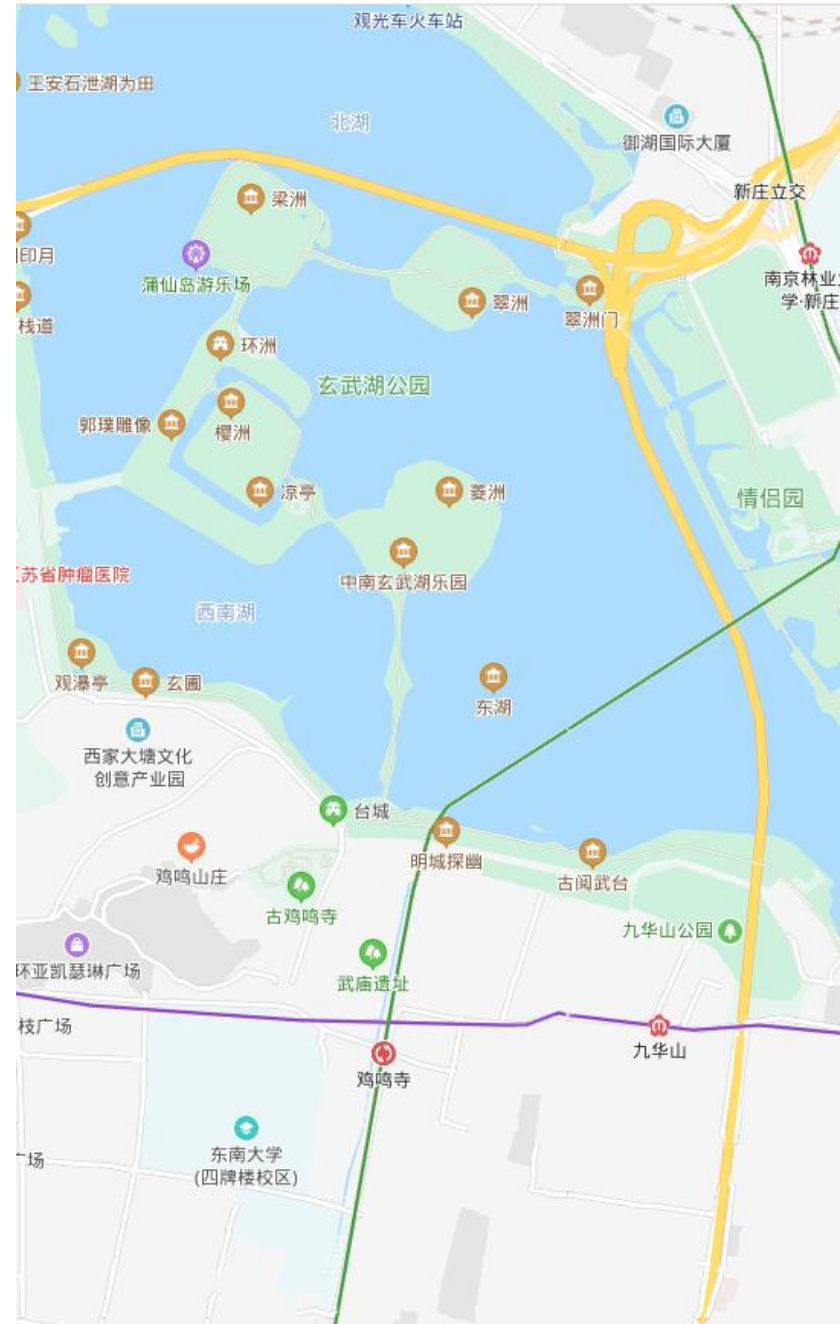 观光车火车站
王安石泄湖为田
北湖
御湖国际大厦
新庄立交
梁洲
印月
蒲仙岛游乐场
南京林业
学·新庄
翠洲
翠洲门
栈道
环洲
玄武湖公园
郭璞雕像
樱洲
凉亭
菱洲
情侣园
中南玄武湖乐园
苏省肿瘤医院
西南湖
观瀑亭
玄圃
东湖
西家大塘文化
创意产业园
台城
明城探幽
鸡鸣山庄
古阅武台
古鸡鸣寺
九华山公园
环亚凯瑟琳广场
武庙遗址
枝广场
九华山
鸡鸣寺
东南大学
(四牌楼校区)
场